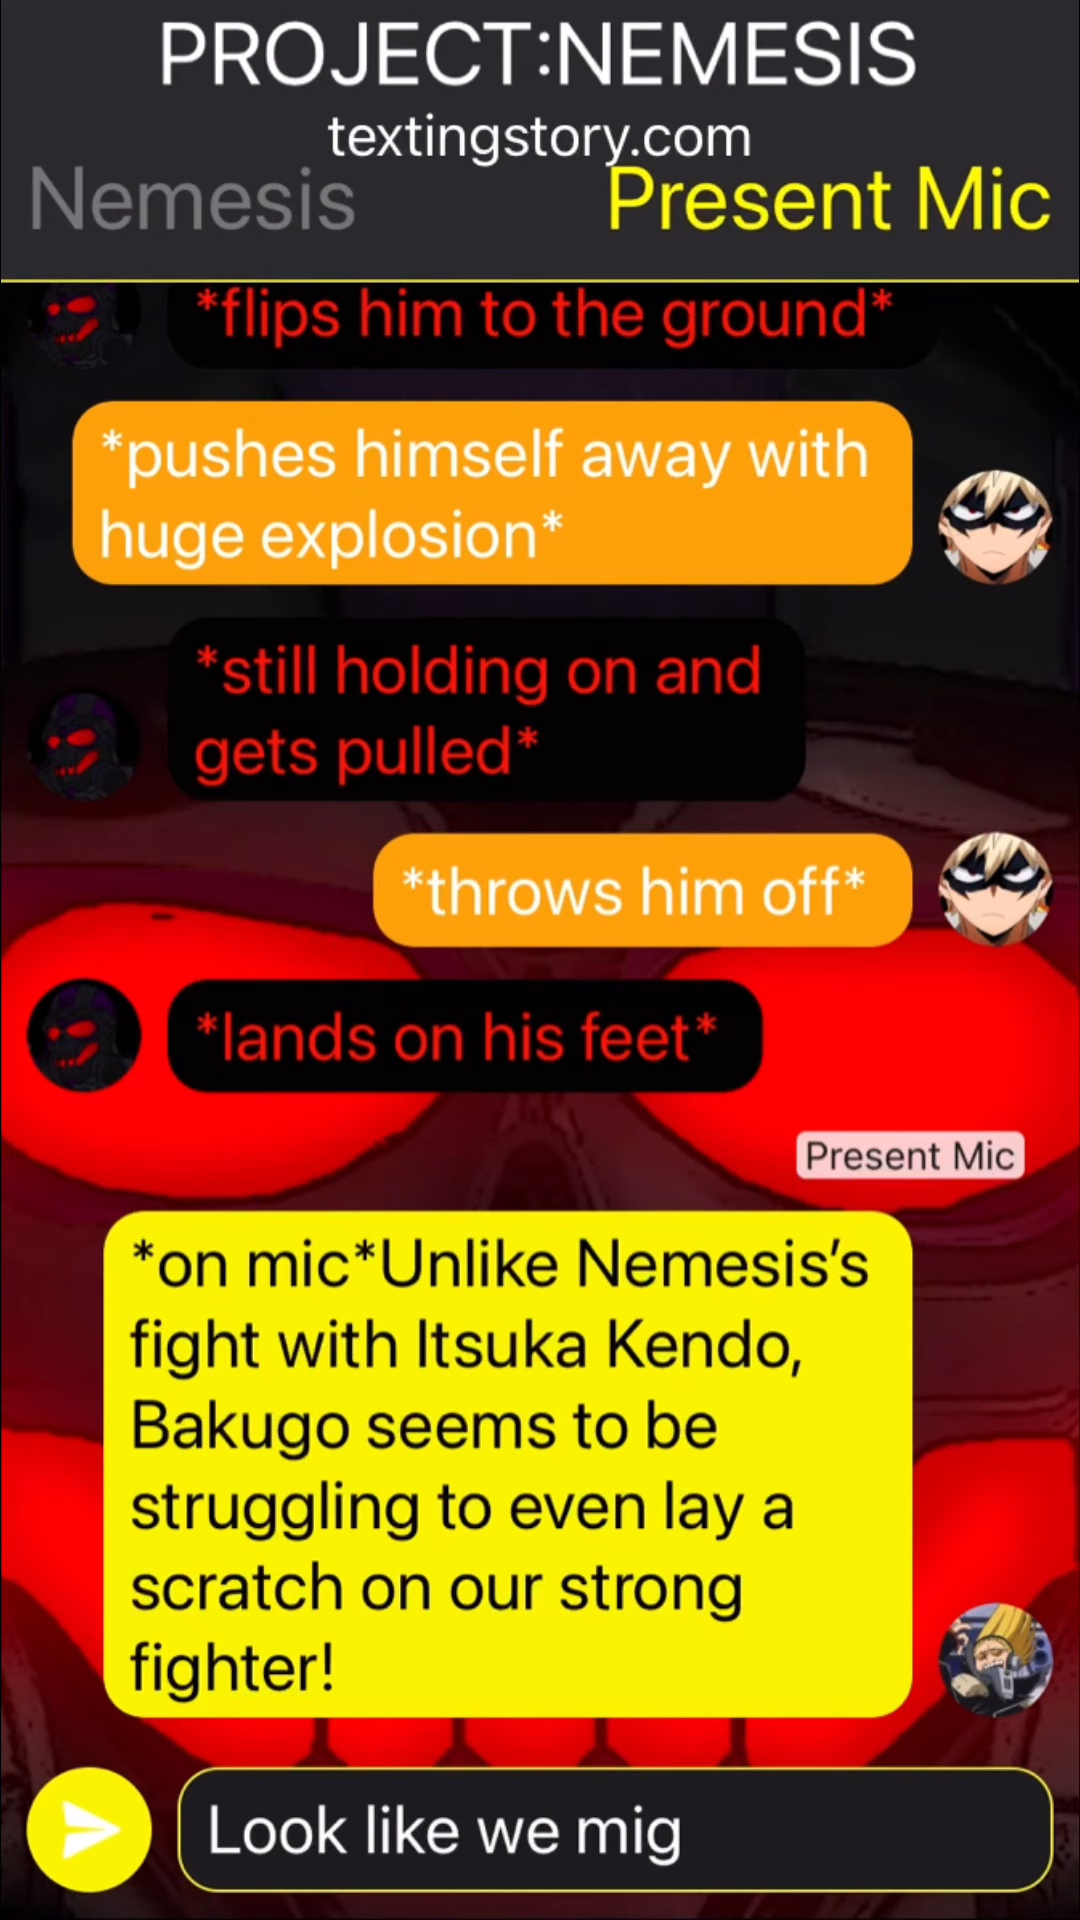 PROJECT:NEMESIS
textingstory.com
Nemesis
Present Mic
*flips him to the ground*
*pushes himself away with
huge explosion*
*still holding on and
gets pulled*
*throws him off*
*lands on his feet*
Present Mic
*on mic*Unlike Nemesis’s
fight with Itsuka Kendo,
Bakugo seems to be
struggling to even lay a
scratch on our strong
fighter!
Look like we mig